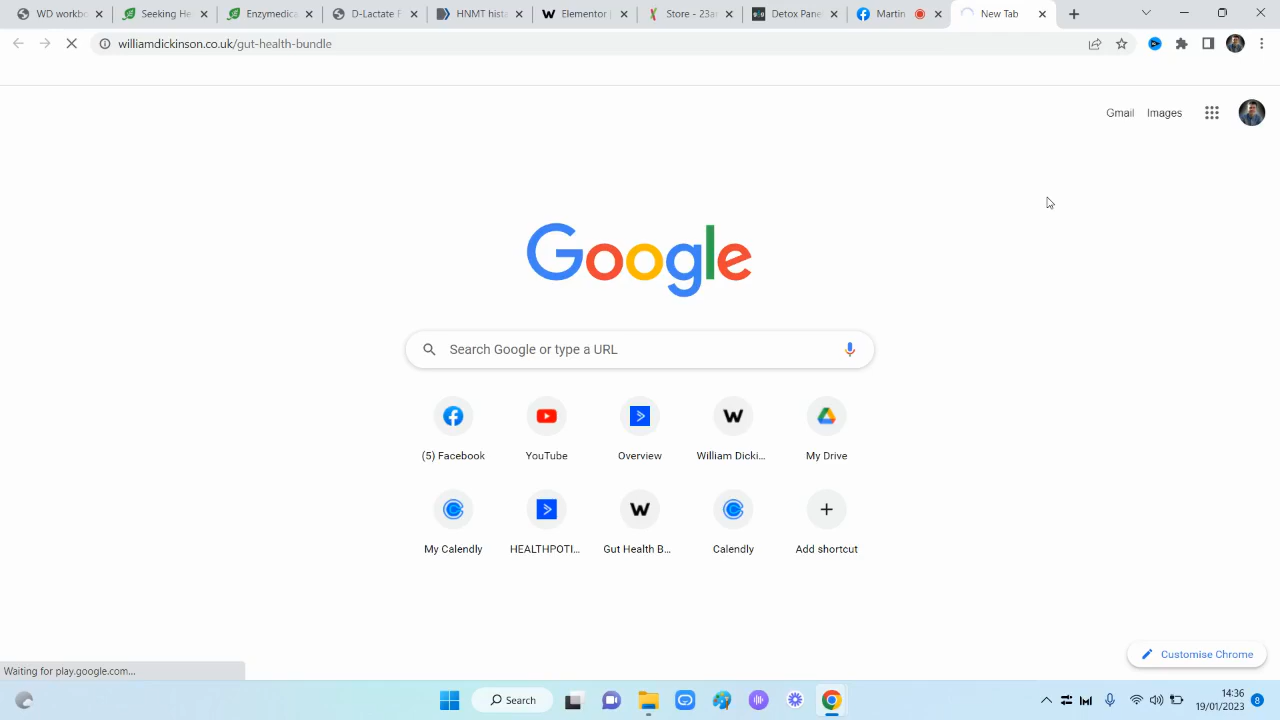 WD workb
Seeking He
Enzymedica
D-Lactate F
HNMT hista
Elementor |
Store - 23ar
Detox Pane
Martin
New Tab
williamdickinson.co.uk/gut-health-bundle
Gmail Images
Google
Search Google or type a URL
(5) Facebook YouTube Overview William Dicki... My Drive
My Calendly HEALTHPOTI... Gut Health B... Calendly Add shortcut
Customise Chrome
Waiting for play.google.com...
Search
14:36
19/01/2023
8